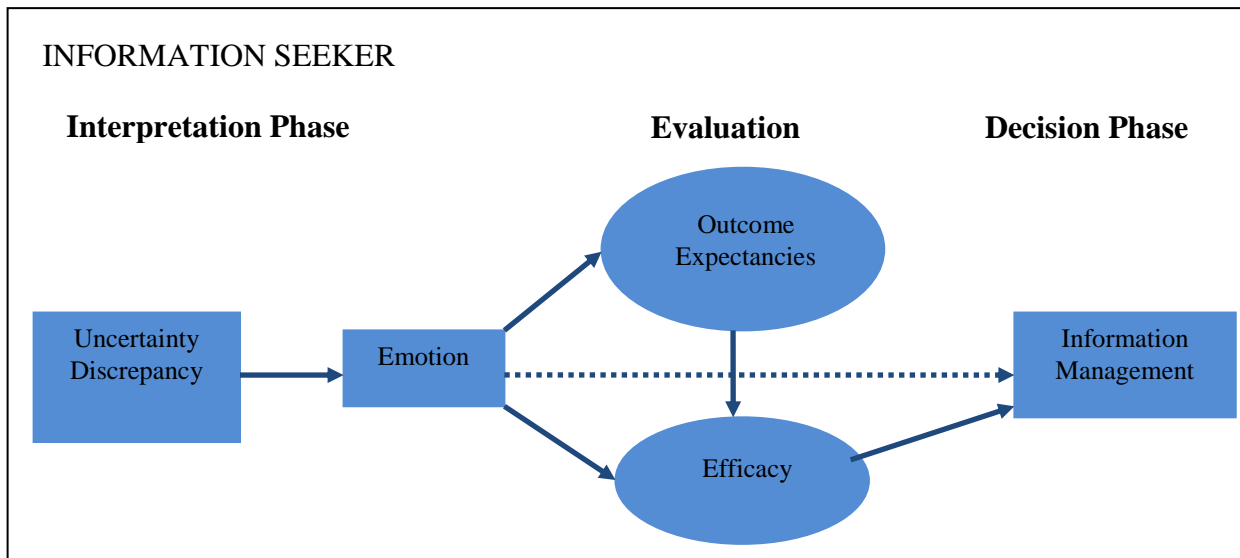 INFORMATION SEEKER
Interpretation Phase
Evaluation
Decision Phase
Outcome
Expectancies
Uncertainty
Discrepancy
Emotion
Information
Management
Efficacy